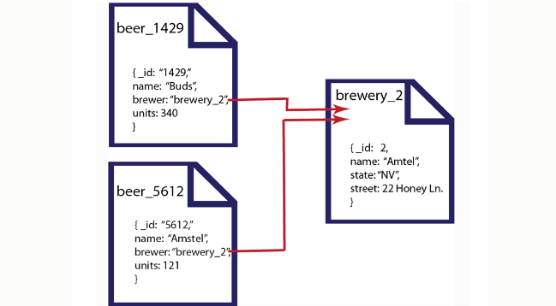 beer_1429
{ _id: “1429,”
name: “Buds”,
brewer: “brewery_2”,
units: 340
}
beer_5612
{ _id: “5612,”
name: “Amstel”,
brewer: “brewery_2”,
units: 121
}
brewery_2
{ _id: 2,
name: “Amtel”,
state: “NV”,
street: 22 Honey Ln.
}